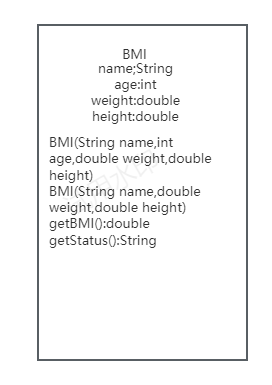 BMI
name;String
age:int
weight:double
height:double
BMI(String name,int
age,double weight,double
height)
BMI(String name,double
weight,double height)
getBMI():double
getStatus():String